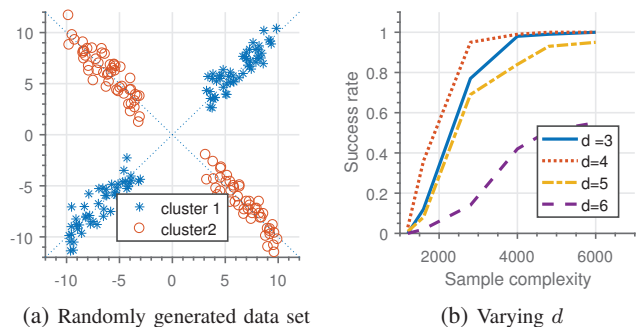 10
5
0
-5
-10
-10
-5
0
5
10
cluster 1
cluster2
(a) Randomly generated data set
Success rate
1
0.8
0.6
0.4
0.2
0
2000
4000
6000
Sample complexity
d =3
d=4
d=5
d=6
(b) Varying d